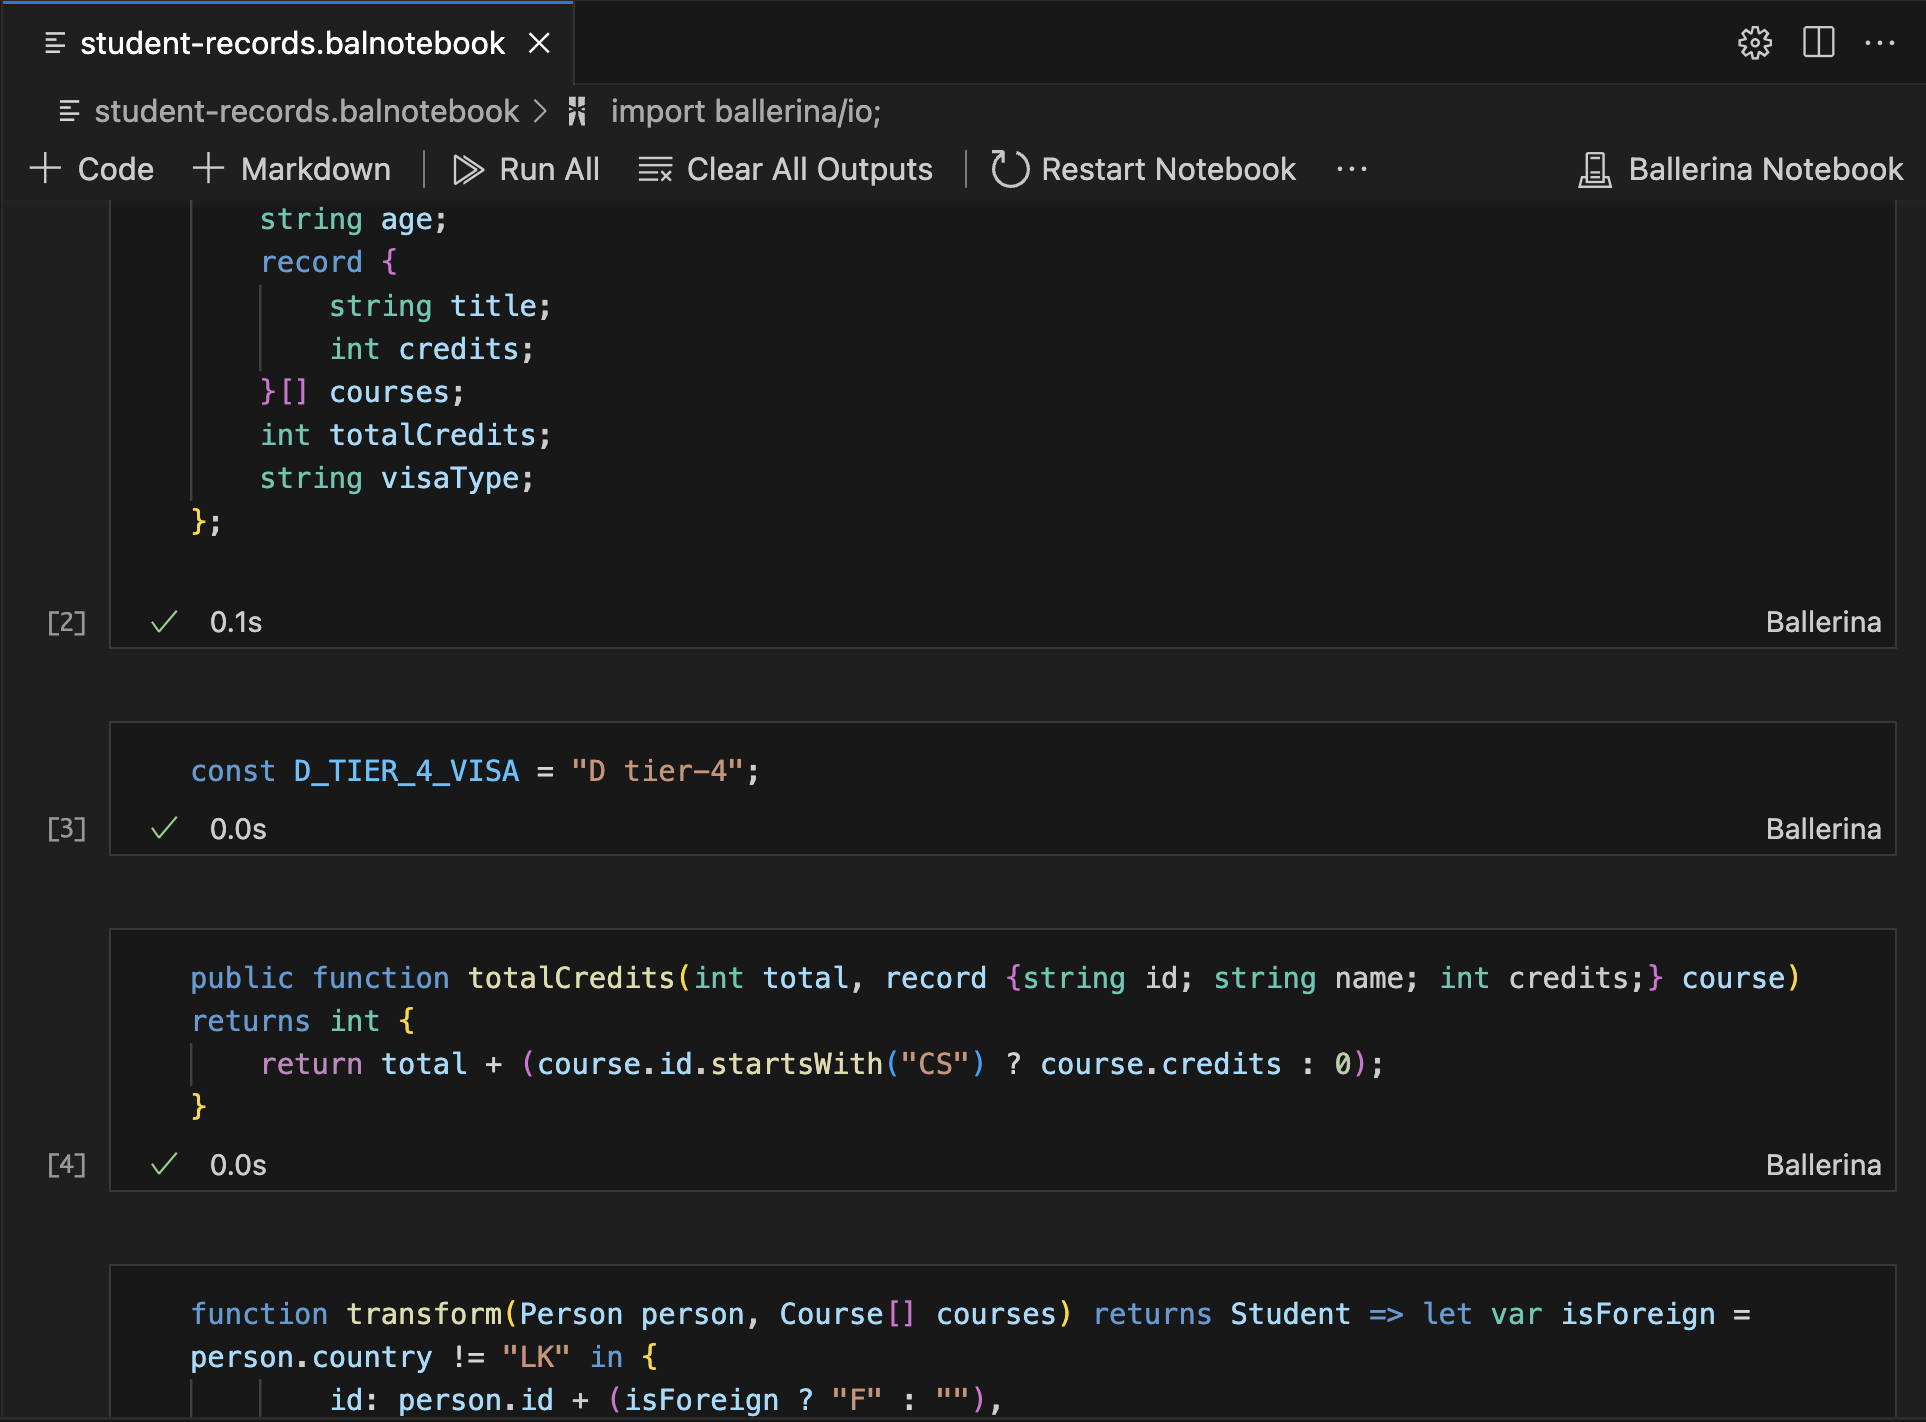 student-records.balnotebook
student-records.balnotebook > import ballerina/io;
+ Code + Markdown | Run All Clear All Outputs | Restart Notebook ... Ballerina Notebook
string age;
record {
string title;
int credits;
}[] courses;
int totalCredits;
string visaType;
};
[2] ✓ 0.1s Ballerina
const D_TIER_4_VISA = "D tier-4";
[3] ✓ 0.0s Ballerina
public function totalCredits(int total, record {string id; string name; int credits;} course)
returns int {
return total + (course.id.startsWith("CS") ? course.credits : 0);
}
[4] ✓ 0.0s Ballerina
function transform(Person person, Course[] courses) returns Student => let var isForeign =
person.country != "LK" in {
id: person.id + (isForeign ? "F" : ""),